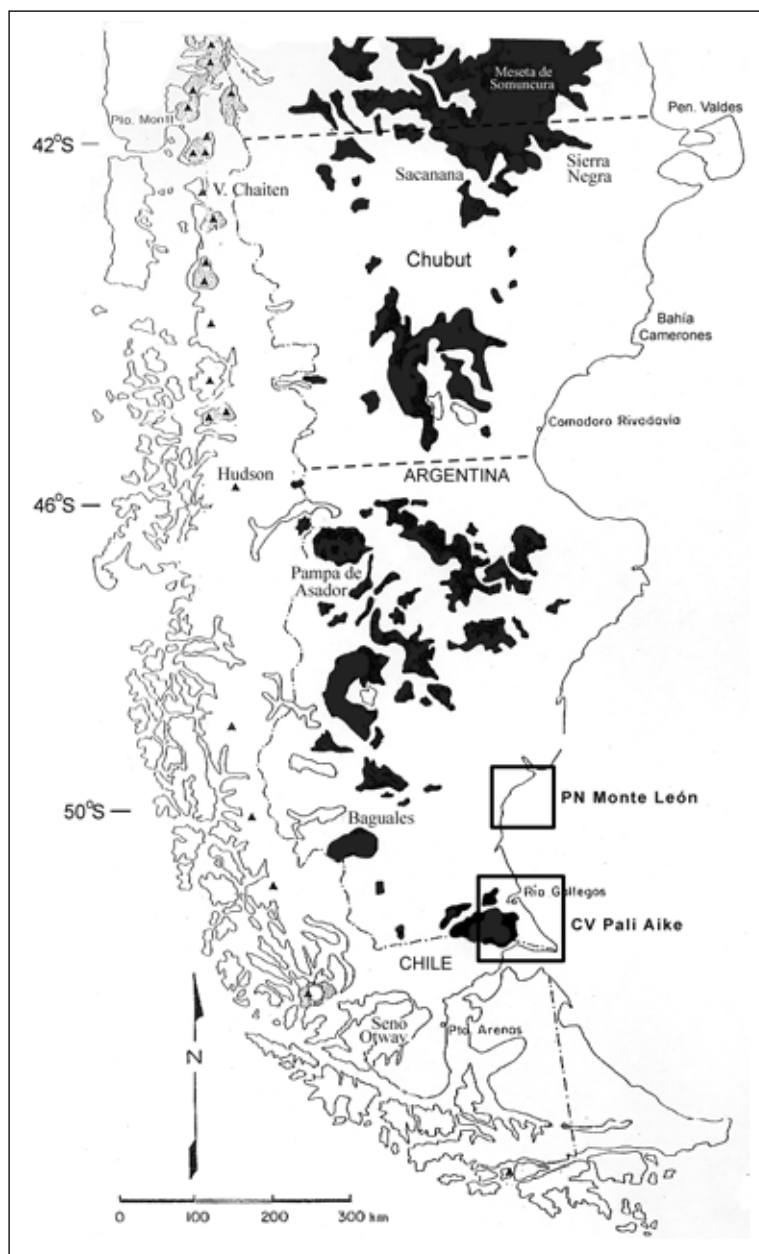 Meseta de
Somuncura
Pto. Montt
Pen. Valdes
42°S
Sacanana
Sierra
Negra
V. Chaiten
Chubut
Bahía
Camerones
Comodoro Rivadavia
Hudson
ARGENTINA
46°S
Pampa de
Asador
PN Monte León
50°S
Baguales
Rio Gallegos
CV Pali Aike
CHILE
Seno
Otway
Pto. Arenas
N
0 100 200 300 km